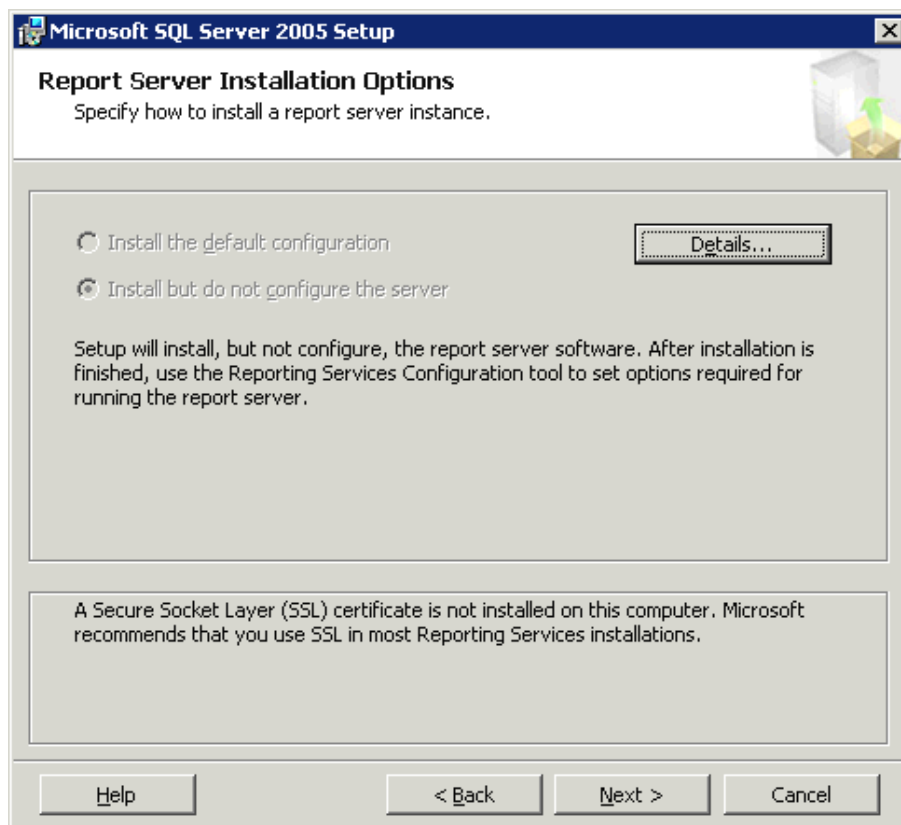 Microsoft SQL Server 2005 Setup
Report Server Installation Options
Specify how to install a report server instance.
Install the default configuration
Details...
Install but do not configure the server
Setup will install, but not configure, the report server software. After installation is
finished, use the Reporting Services Configuration tool to set options required for
running the report server.
A Secure Socket Layer (SSL) certificate is not installed on this computer. Microsoft
recommends that you use SSL in most Reporting Services installations.
Help
< Back
Next >
Cancel